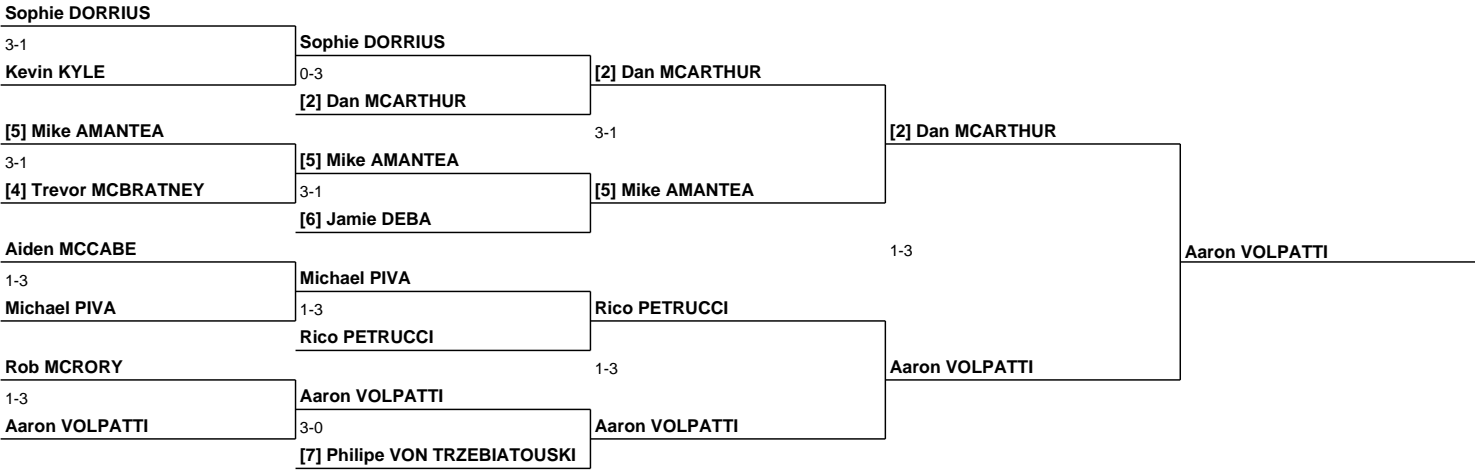 Sophie DORRIUS
3-1
Kevin KYLE
Sophie DORRIUS
0-3
[2] Dan MCARTHUR
[2] Dan MCARTHUR
[5] Mike AMANTEA
3-1
[4] Trevor MCBRATNEY
[5] Mike AMANTEA
3-1
[6] Jamie DEBA
3-1
[5] Mike AMANTEA
[2] Dan MCARTHUR
Aiden MCCABE
1-3
Michael PIVA
Michael PIVA
1-3
Rico PETRUCCI
Rico PETRUCCI
Rob MCRORY
1-3
Aaron VOLPATTI
Aaron VOLPATTI
3-0
[7] Philipe VON TRZEBIATOUSKI
1-3
Aaron VOLPATTI
Aaron VOLPATTI
1-3
Aaron VOLPATTI